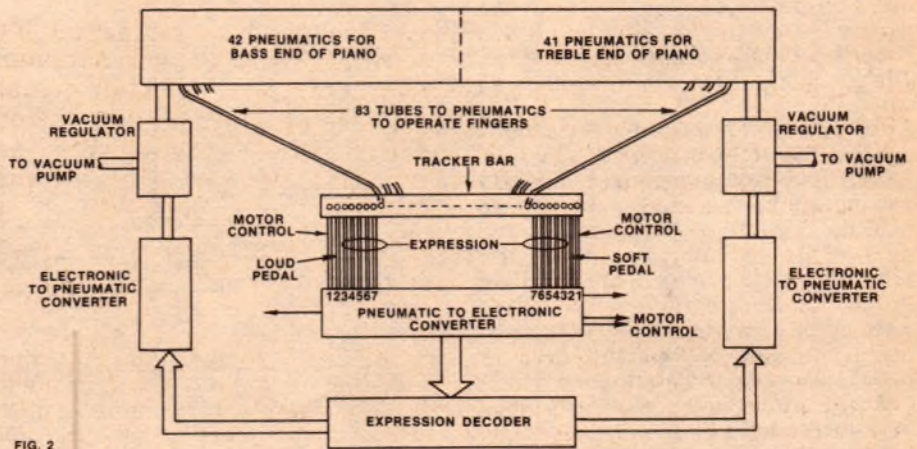 42 PNEUMATICS FOR
BASS END OF PIANO
41 PNEUMATICS FOR
TREBLE END OF PIANO
83 TUBES TO PNEUMATICS
TO OPERATE FINGERS
VACUUM
REGULATOR
VACUUM
REGULATOR
TO VACUUM
PUMP
TO VACUUM
PUMP
TRACKER BAR
MOTOR
CONTROL
EXPRESSION
MOTOR
CONTROL
LOUD
PEDAL
SOFT
PEDAL
ELECTRONIC
TO PNEUMATIC
CONVERTER
ELECTRONIC
TO PNEUMATIC
CONVERTER
1234567
7654321
PNEUMATIC TO ELECTRONIC
CONVERTER
MOTOR
CONTROL
EXPRESSION DECODER
FIG. 2